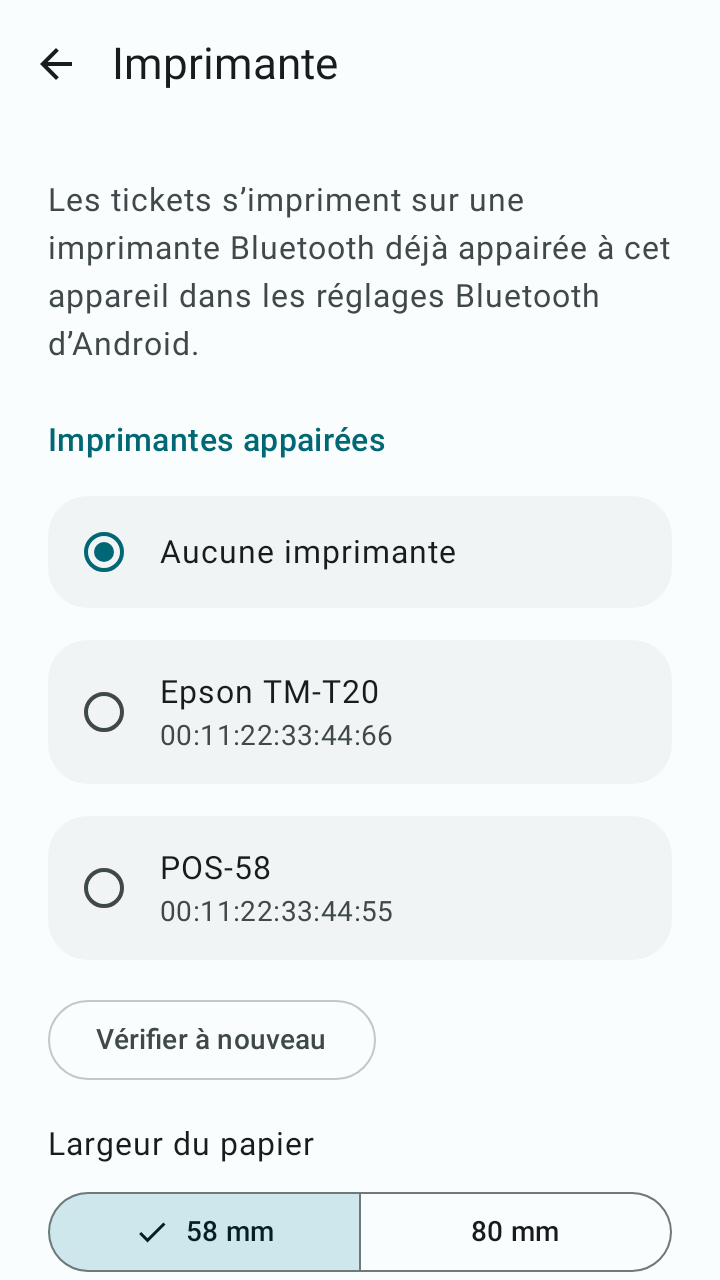 Imprimante
Les tickets s’impriment sur une
imprimante Bluetooth déjà appairée à cet
appareil dans les réglages Bluetooth
d’Android.
Imprimantes appairées
Aucune imprimante
Epson TM-T20
00:11:22:33:44:66
POS-58
00:11:22:33:44:55
Vérifier à nouveau
Largeur du papier
58 mm
80 mm